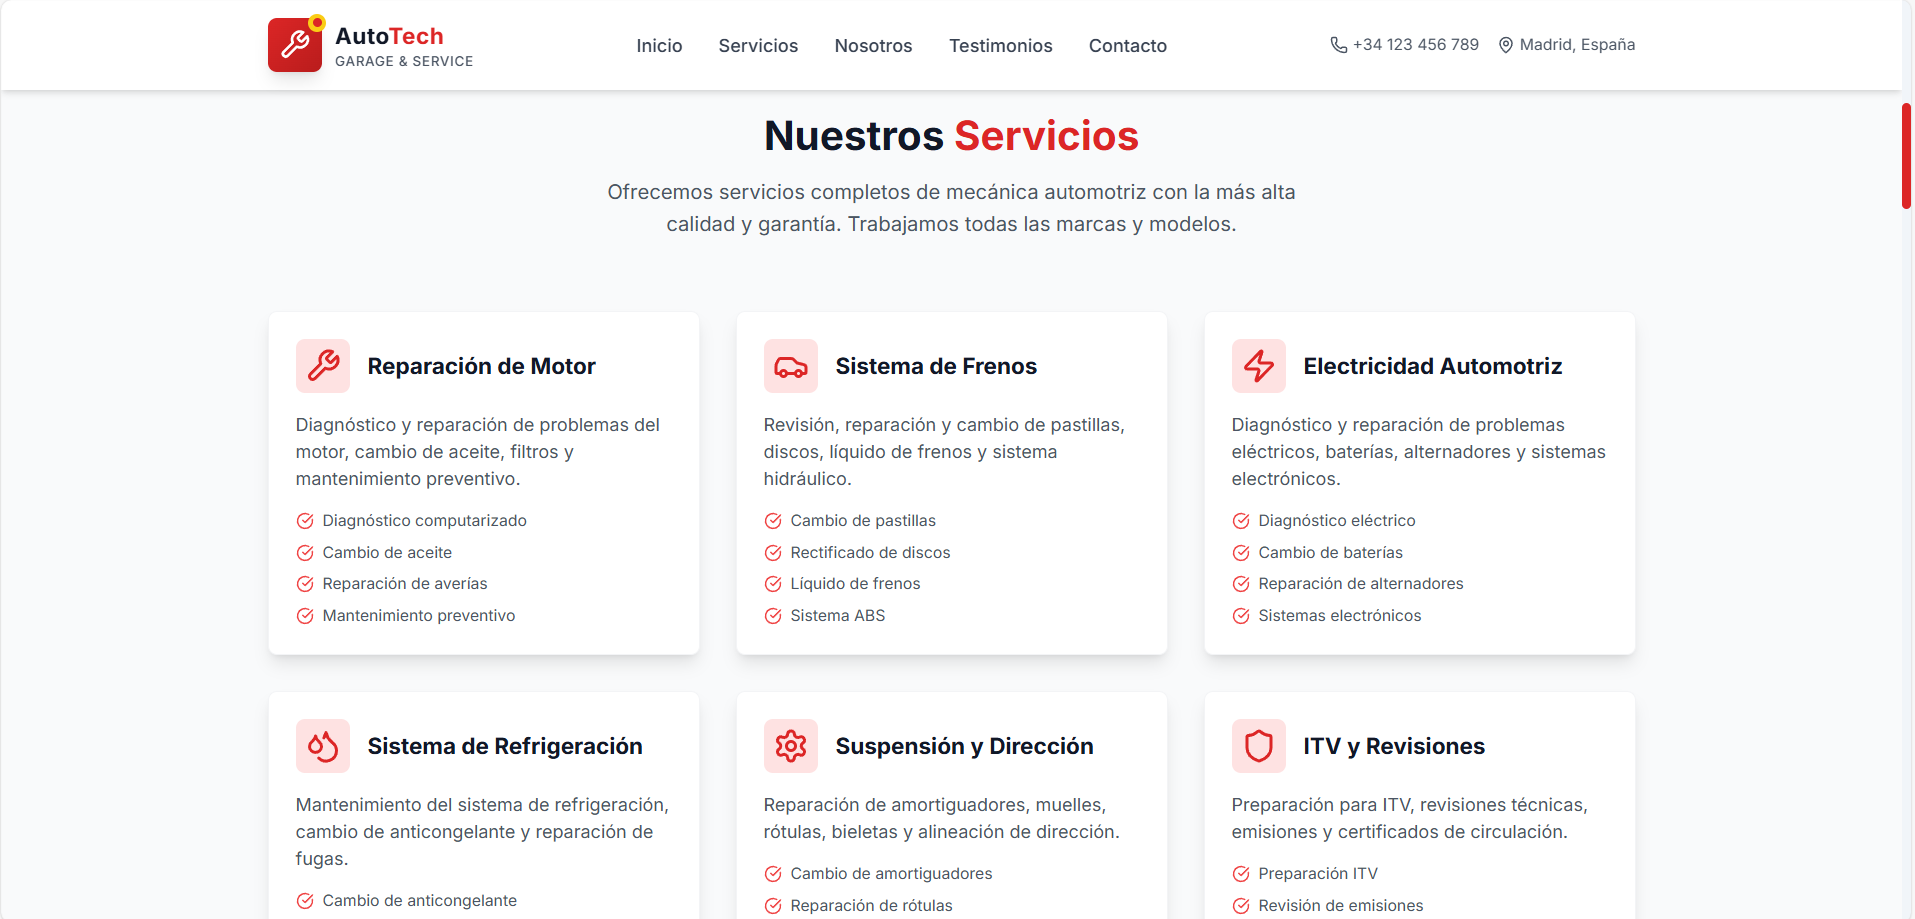 AutoTech
GARAGE & SERVICE
Inicio
Servicios
Nosotros
Testimonios
Contacto
+34 123 456 789
Madrid, España
Nuestros Servicios
Ofrecemos servicios completos de mecánica automotriz con la más alta
calidad y garantía. Trabajamos todas las marcas y modelos.
Reparación de Motor
Diagnóstico y reparación de problemas del
motor, cambio de aceite, filtros y
mantenimiento preventivo.
Diagnóstico computarizado
Cambio de aceite
Reparación de averías
Mantenimiento preventivo
Sistema de Frenos
Revisión, reparación y cambio de pastillas,
discos, líquido de frenos y sistema
hidráulico.
Cambio de pastillas
Rectificado de discos
Líquido de frenos
Sistema ABS
Electricidad Automotriz
Diagnóstico y reparación de problemas
eléctricos, baterías, alternadores y sistemas
electrónicos.
Diagnóstico eléctrico
Cambio de baterías
Reparación de alternadores
Sistemas electrónicos
Sistema de Refrigeración
Mantenimiento del sistema de refrigeración,
cambio de anticongelante y reparación de
fugas.
Cambio de anticongelante
Suspensión y Dirección
Reparación de amortiguadores, muelles,
rótulas, bieletas y alineación de dirección.
Cambio de amortiguadores
Reparación de rótulas
ITV y Revisiones
Preparación para ITV, revisiones técnicas,
emisiones y certificados de circulación.
Preparación ITV
Revisión de emisiones